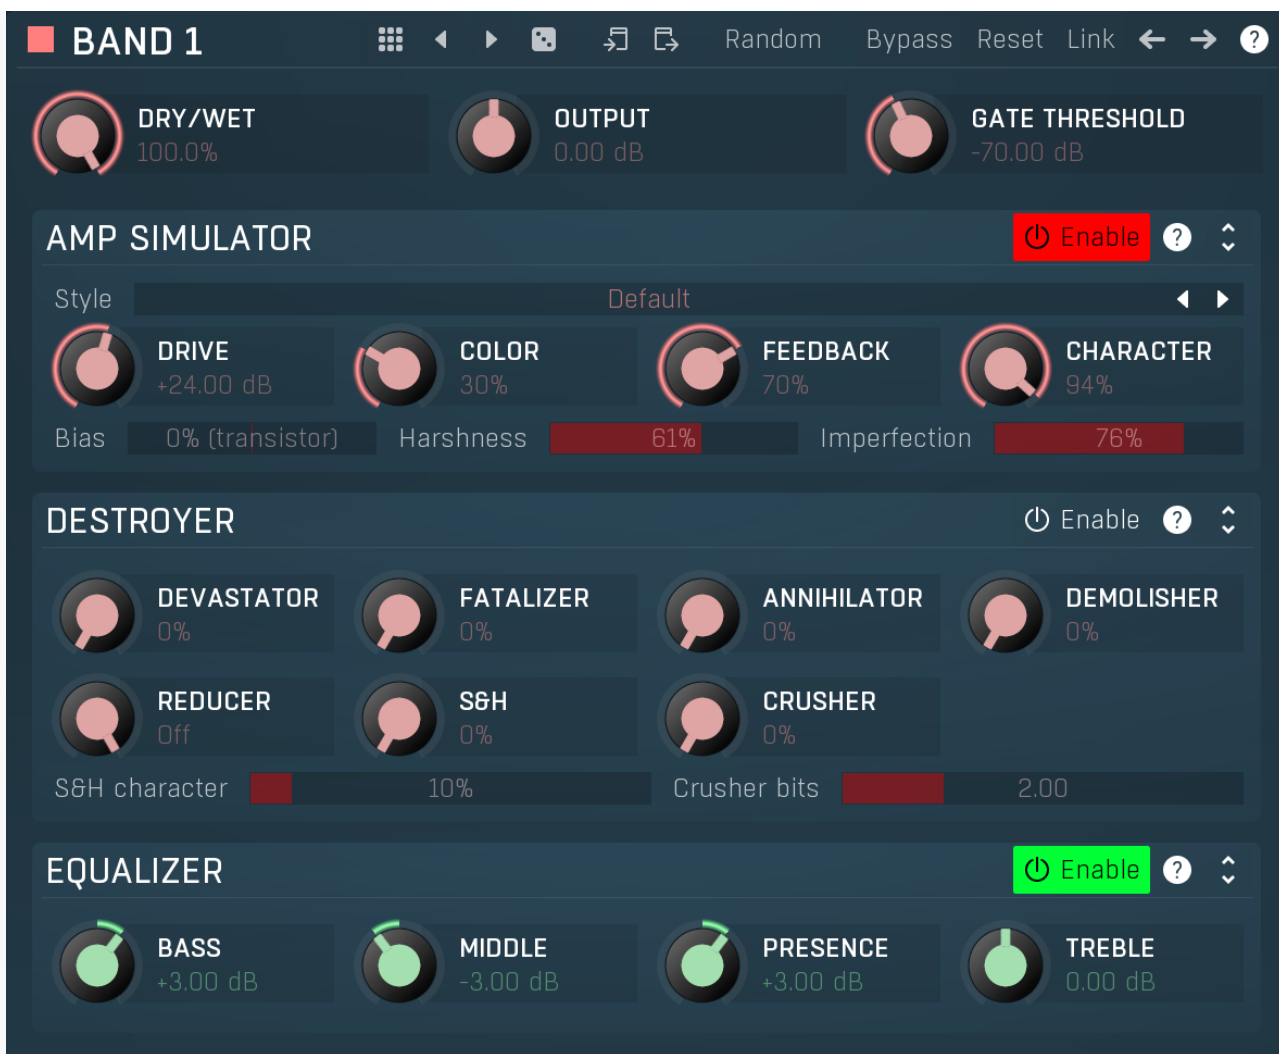 BAND 1 Random Bypass Reset Link ?
DRY/WET OUTPUT GATE THRESHOLD
100.0% 0.00 dB -70.00 dB
AMP SIMULATOR Enable ?
Style Default
DRIVE COLOR FEEDBACK CHARACTER
+24.00 dB 30% 70% 94%
Bias 0% (transistor) Harshness 61% Imperfection 76%
DESTROYER Enable ?
DEVASTATOR FATALIZER ANNIHILATOR DEMOLISHER
0% 0% 0% 0%
REDUCER S&H CRUSHER
Off 0% 0%
S&H character 10% Crusher bits 2.00
EQUALIZER Enable ?
BASS MIDDLE PRESENCE TREBLE
+3.00 dB -3.00 dB +3.00 dB 0.00 dB